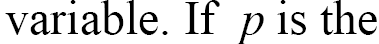 variable. If p is the